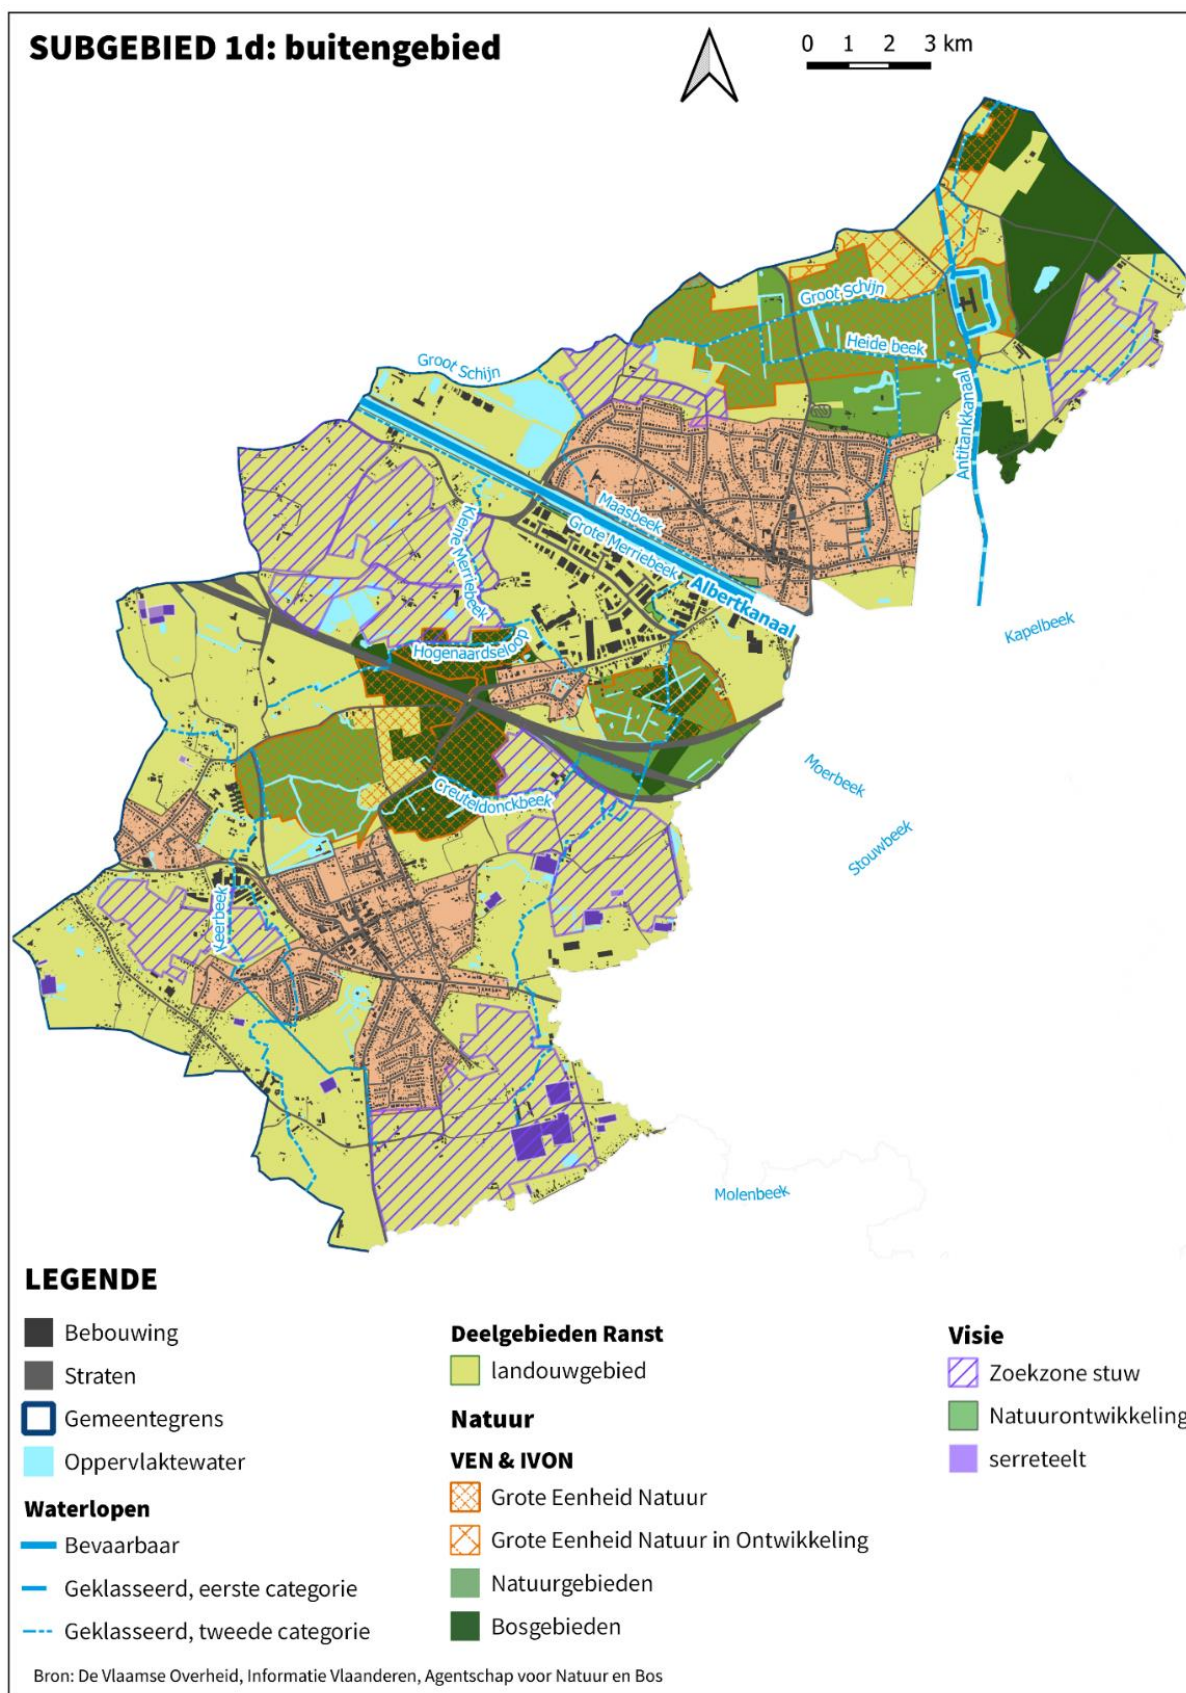 SUBGEBIED 1d: buitengebied
0 1 2 3 km
Groot Schijn
Heide beek
Groot Schijn
Antitankkanaal
Maasbeek
Grote Merriebeek
Kleine Merriebeek
Albertkanaal
Kapelbeek
Hogenaardseloop
Moerbeek
Creuteldonckbeek
Stouwbeek
Keerbeek
Molenbeek
LEGENDE
Bebouwing
Straten
Gemeentegrens
Oppervlaktewater
Waterlopen
Bevaarbaar
Geklasseerd, eerste categorie
Geklasseerd, tweede categorie
Deelgebieden Ranst
landouwgebied
Natuur
VEN & IVON
Grote Eenheid Natuur
Grote Eenheid Natuur in Ontwikkeling
Natuurgebieden
Bosgebieden
Visie
Zoekzone stuw
Natuurontwikkeling
serreteelt
Bron: De Vlaamse Overheid, Informatie Vlaanderen, Agentschap voor Natuur en Bos